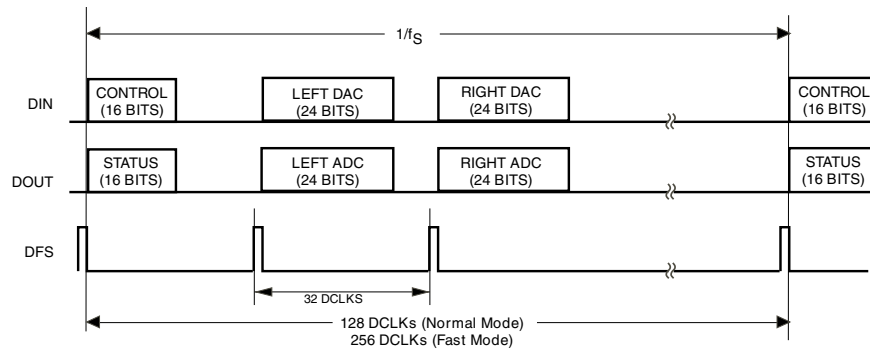 1/fS
DIN
CONTROL
(16 BITS)
LEFT DAC
(24 BITS)
RIGHT DAC
(24 BITS)
CONTROL
(16 BITS)
DOUT
STATUS
(16 BITS)
LEFT ADC
(24 BITS)
RIGHT ADC
(24 BITS)
STATUS
(16 BITS)
DFS
32 DCLKS
128 DCLKs (Normal Mode)
256 DCLKs (Fast Mode)